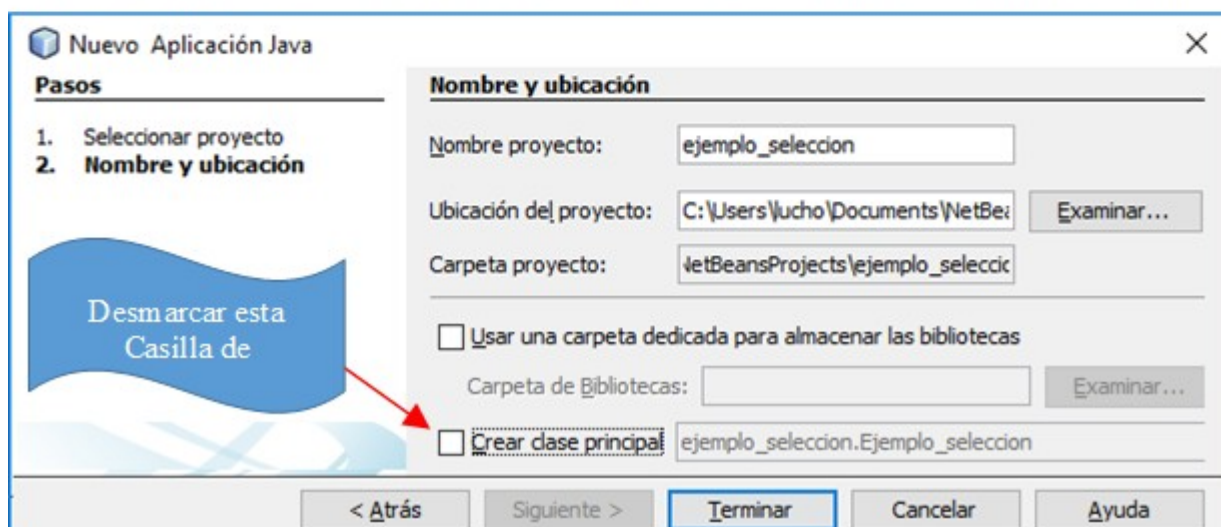 Nuevo Aplicación Java
Pasos
1. Seleccionar proyecto
2. Nombre y ubicación
Desmarcar esta
Casilla de
Nombre y ubicación
Nombre proyecto: ejemplo_seleccion
Ubicación del proyecto: C:\Users\lucho\Documents\NetBea Examinar...
Carpeta proyecto: NetBeansProjects\ejemplo_seleccic
Usar una carpeta dedicada para almacenar las bibliotecas
Carpeta de Bibliotecas: Examinar...
Crear clase principal ejemplo_seleccion.Ejemplo_seleccion
< Atrás Siguiente > Terminar Cancelar Ayuda